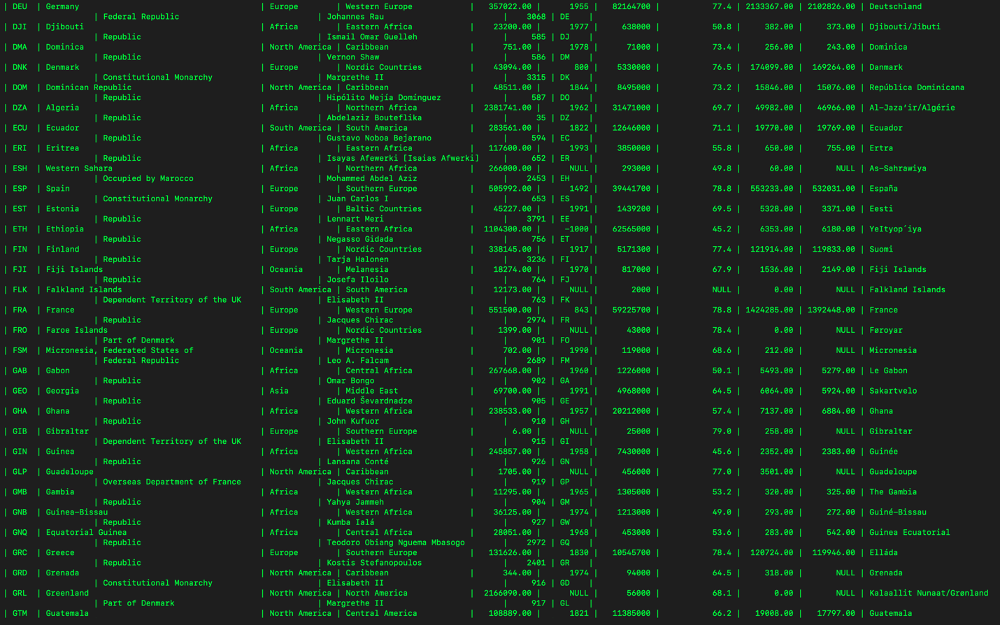 | DEU | Germany | Europe | Western Europe | 357022.00 | 1955 | 82164700 | 77.4 | 2133367.00 | 2102826.00 | Deutschland
| Federal Republic | Johannes Rau | 3068 | DE |
| DJI | Djibouti | Africa | Eastern Africa | 23200.00 | 1977 | 638000 | 50.8 | 382.00 | 373.00 | Djibouti/Jibuti
| Republic | Ismail Omar Guelleh | 585 | DJ |
| DMA | Dominica | North America | Caribbean | 751.00 | 1978 | 71000 | 73.4 | 256.00 | 243.00 | Dominica
| Republic | Vernon Shaw | 586 | DM |
| DNK | Denmark | Europe | Nordic Countries | 43094.00 | 800 | 5330000 | 76.5 | 174099.00 | 169264.00 | Danmark
| Constitutional Monarchy | Margrethe II | 3315 | DK |
| DOM | Dominican Republic | North America | Caribbean | 48511.00 | 1844 | 8495000 | 73.2 | 15846.00 | 15076.00 | República Dominicana
| Republic | Hipólito Mejía Domínguez | 587 | DO |
| DZA | Algeria | Africa | Northern Africa | 2381741.00 | 1962 | 31471000 | 69.7 | 49982.00 | 46966.00 | Al-Jaza’ir/Algérie
| Republic | Abdelaziz Bouteflika | 35 | DZ |
| ECU | Ecuador | South America | South America | 283561.00 | 1822 | 12646000 | 71.1 | 19770.00 | 19769.00 | Ecuador
| Republic | Gustavo Noboa Bejarano | 594 | EC |
| ERI | Eritrea | Africa | Eastern Africa | 117600.00 | 1993 | 3850000 | 55.8 | 650.00 | 755.00 | Ertra
| Republic | Isayas Afewerki [Isaias Afwerki] | 652 | ER |
| ESH | Western Sahara | Africa | Northern Africa | 266000.00 | NULL | 293000 | 49.8 | 60.00 | NULL | As-Sahrawiya
| Occupied by Marocco | Mohammed Abdel Aziz | 2453 | EH |
| ESP | Spain | Europe | Southern Europe | 505992.00 | 1492 | 39441700 | 78.8 | 553233.00 | 532031.00 | España
| Constitutional Monarchy | Juan Carlos I | 653 | ES |
| EST | Estonia | Europe | Baltic Countries | 45227.00 | 1991 | 1439200 | 69.5 | 5328.00 | 3371.00 | Eesti
| Republic | Lennart Meri | 3791 | EE |
| ETH | Ethiopia | Africa | Eastern Africa | 1104300.00 | -1000 | 62565000 | 45.2 | 6353.00 | 6180.00 | YeItyop´iya
| Republic | Negasso Gidada | 756 | ET |
| FIN | Finland | Europe | Nordic Countries | 338145.00 | 1917 | 5171300 | 77.4 | 121914.00 | 119833.00 | Suomi
| Republic | Tarja Halonen | 3236 | FI |
| FJI | Fiji Islands | Oceania | Melanesia | 18274.00 | 1970 | 817000 | 67.9 | 1536.00 | 2149.00 | Fiji Islands
| Republic | Josefa Iloilo | 764 | FJ |
| FLK | Falkland Islands | South America | South America | 12173.00 | NULL | 2000 | NULL | 0.00 | NULL | Falkland Islands
| Dependent Territory of the UK | Elisabeth II | 763 | FK |
| FRA | France | Europe | Western Europe | 551500.00 | 843 | 59225700 | 78.8 | 1424285.00 | 1392448.00 | France
| Republic | Jacques Chirac | 2974 | FR |
| FRO | Faroe Islands | Europe | Nordic Countries | 1399.00 | NULL | 43000 | 78.4 | 0.00 | NULL | Føroyar
| Part of Denmark | Margrethe II | 901 | FO |
| FSM | Micronesia, Federated States of | Oceania | Micronesia | 702.00 | 1990 | 119000 | 68.6 | 212.00 | NULL | Micronesia
| Federal Republic | Leo A. Falcam | 2689 | FM |
| GAB | Gabon | Africa | Central Africa | 267668.00 | 1960 | 1226000 | 50.1 | 5493.00 | 5279.00 | Le Gabon
| Republic | Omar Bongo | 902 | GA |
| GEO | Georgia | Asia | Middle East | 69700.00 | 1991 | 4968000 | 64.5 | 6064.00 | 5924.00 | Sakartvelo
| Republic | Eduard Ševardnadze | 905 | GE |
| GHA | Ghana | Africa | Western Africa | 238533.00 | 1957 | 20212000 | 57.4 | 7137.00 | 6884.00 | Ghana
| Republic | John Kufuor | 910 | GH |
| GIB | Gibraltar | Europe | Southern Europe | 6.00 | NULL | 25000 | 79.0 | 258.00 | NULL | Gibraltar
| Dependent Territory of the UK | Elisabeth II | 915 | GI |
| GIN | Guinea | Africa | Western Africa | 245857.00 | 1958 | 7430000 | 45.6 | 2352.00 | 2383.00 | Guinée
| Republic | Lansana Conté | 926 | GN |
| GLP | Guadeloupe | North America | Caribbean | 1705.00 | NULL | 456000 | 77.0 | 3501.00 | NULL | Guadeloupe
| Overseas Department of France | Jacques Chirac | 919 | GP |
| GMB | Gambia | Africa | Western Africa | 11295.00 | 1965 | 1305000 | 53.2 | 320.00 | 325.00 | The Gambia
| Republic | Yahya Jammeh | 904 | GM |
| GNB | Guinea-Bissau | Africa | Western Africa | 36125.00 | 1974 | 1213000 | 49.0 | 293.00 | 272.00 | Guiné-Bissau
| Republic | Kumba Ialá | 927 | GW |
| GNQ | Equatorial Guinea | Africa | Central Africa | 28051.00 | 1968 | 453000 | 53.6 | 283.00 | 542.00 | Guinea Ecuatorial
| Republic | Teodoro Obiang Nguema Mbasogo | 2972 | GQ |
| GRC | Greece | Europe | Southern Europe | 131626.00 | 1830 | 10545700 | 78.4 | 120724.00 | 119946.00 | Elláda
| Republic | Kostis Stefanopoulos | 2401 | GR |
| GRD | Grenada | North America | Caribbean | 344.00 | 1974 | 94000 | 64.5 | 318.00 | NULL | Grenada
| Constitutional Monarchy | Elisabeth II | 916 | GD |
| GRL | Greenland | North America | North America | 2166090.00 | NULL | 56000 | 68.1 | 0.00 | NULL | Kalaallit Nunaat/Grønland
| Part of Denmark | Margrethe II | 917 | GL |
| GTM | Guatemala | North America | Central America | 108889.00 | 1821 | 11385000 | 66.2 | 19008.00 | 17797.00 | Guatemala